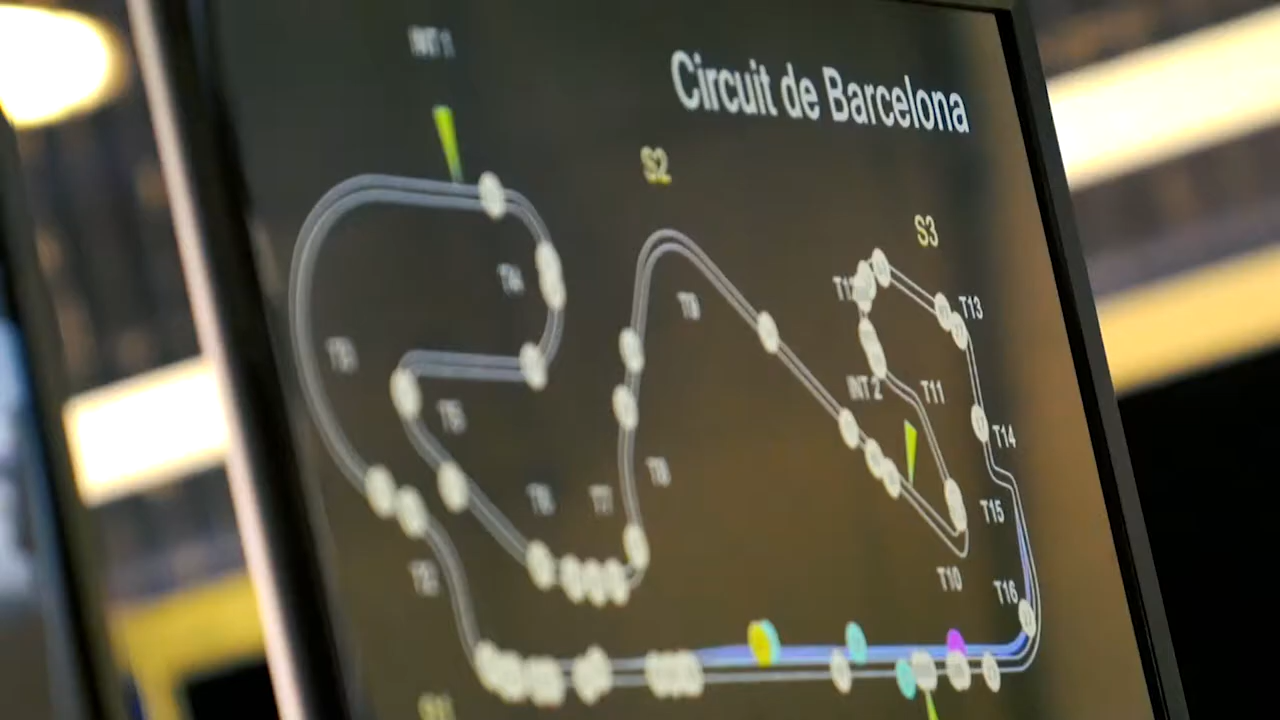 INT 1
Circuit de Barcelona
S2
S3
T4
T12
T13
T9
T3
INT 2
T11
T5
T14
T8
T6
T7
T15
T2
T10
T16
S1